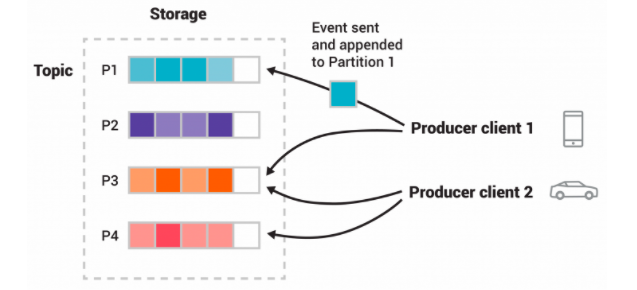 Storage
Event sent
and appended
to Partition 1
Topic
P1
P2
Producer client 1
P3
Producer client 2
P4